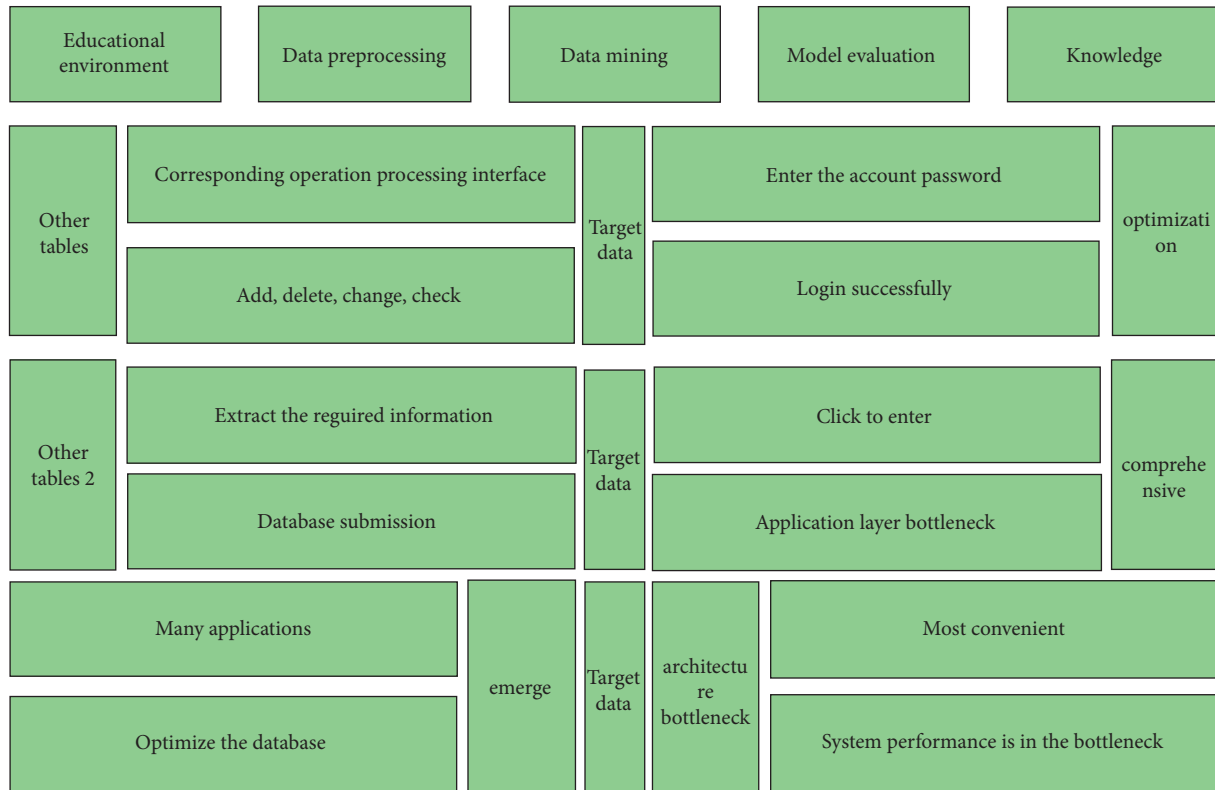 Educational
environment
Data preprocessing
Data mining
Model evaluation
Knowledge
Other
tables
Corresponding operation processing interface
Add, delete, change, check
Target
data
Enter the account password
Login successfully
optimizati
on
Other
tables 2
Extract the reguired information
Database submission
Target
data
Click to enter
Application layer bottleneck
comprehe
nsive
Many applications
Optimize the database
emerge
Target
data
architectu
re
bottleneck
Most convenient
System performance is in the bottleneck